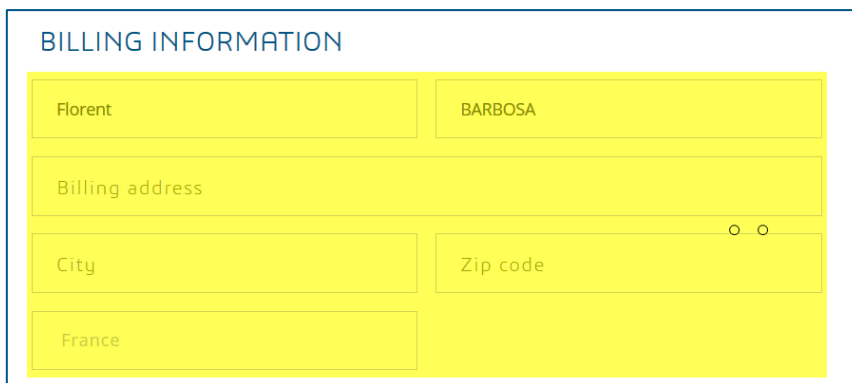 BILLING INFORMATION
Florent BARBOSA
Billing address
City Zip code
France